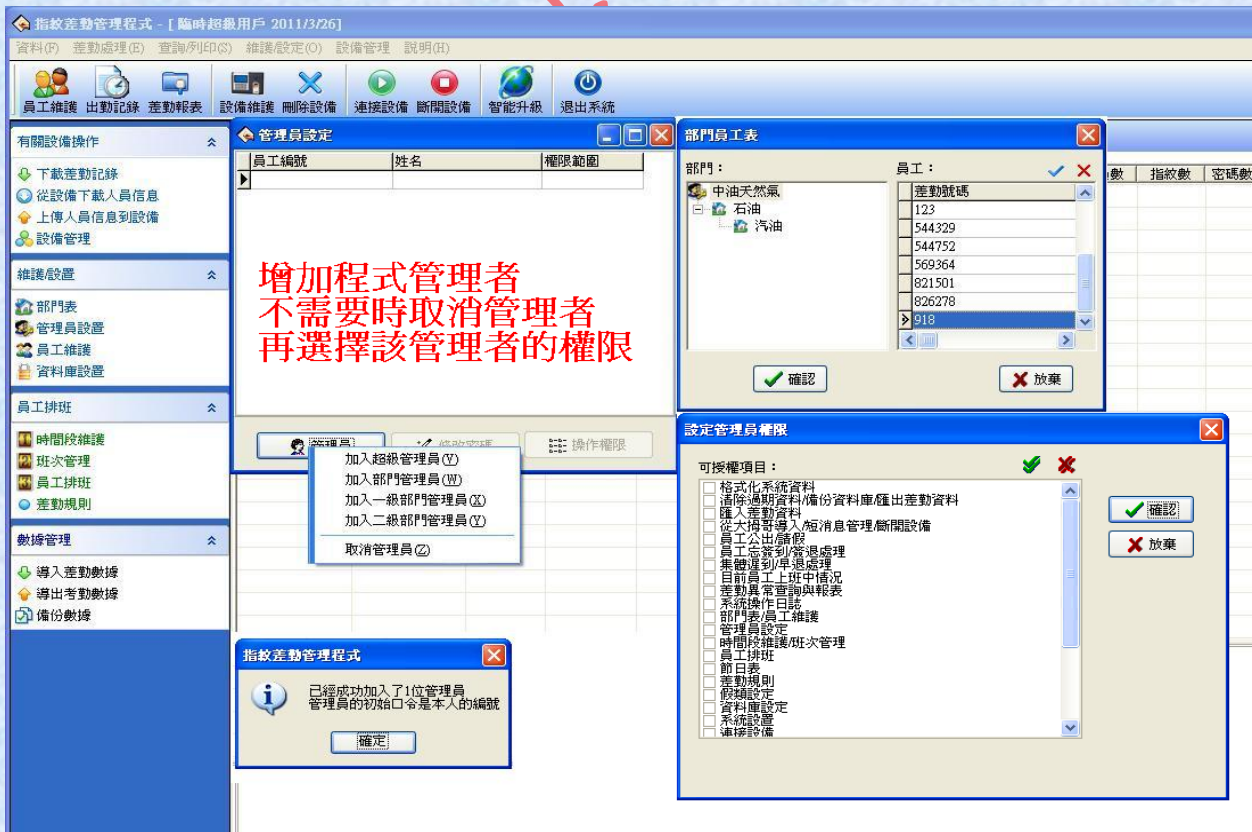 指紋差勤管理程式 - [ 臨時超級用戶 2011/3/26]
資料(F) 差勤處理(E) 查詢/列印(S) 維護/設定(O) 設備管理 說明(H)
員工維護 出勤記錄 差勤報表 設備維護 刪除設備 連接設備 斷開設備 智能升級 退出系統
有關設備操作
下載差勤記錄
從設備下載人員信息
上傳人員信息到設備
設備管理
維護/設置
部門表
管理員設置
員工維護
資料庫設置
員工排班
時間段維護
班次管理
員工排班
差勤規則
數據管理
導入差勤數據
導出考勤數據
備份數據
管理員設定
員工編號 姓名 權限範圍
增加程式管理者
不需要時取消管理者
再選擇該管理者的權限
管理員 修改密碼 操作權限
加入超級管理員(V)
加入部門管理員(W)
加入一級部門管理員(X)
加入二級部門管理員(Y)
取消管理員(Z)
指紋差勤管理程式
已經成功加入了1位管理員
管理員的初始口令是本人的編號
確定
部門員工表
部門：
中油天然氣
石油
汽油
員工：
差勤號碼
123
544329
544752
569364
821501
826278
918
確認 放棄
數 指紋數 密碼數
設定管理員權限
可授權項目：
格式化系統資料
清除過期資料/備份資料庫/匯出差勤資料
匯入差勤資料
從大拇哥導入/短消息管理/斷開設備
員工公出/請假
員工忘簽到/簽退處理
集體遲到/早退處理
目前員工上班中情況
差勤異常查詢與報表
系統操作日誌
部門表/員工維護
管理員設定
時間段維護/班次管理
員工排班
節日表
差勤規則
假類設定
資料庫設定
系統設置
連接設備
確認
放棄